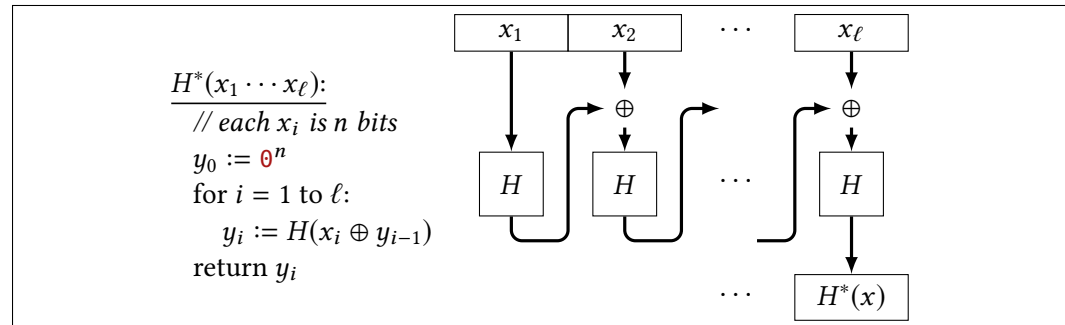 H*(x₁ ⋯ x_ℓ):
// each xᵢ is n bits
y₀ := 0ⁿ
for i = 1 to ℓ:
yᵢ := H(xᵢ ⊕ yᵢ₋₁)
return yᵢ
x₁ x₂ ⋯ x_ℓ
⊕ ⊕
H H ⋯ H
⋯ H*(x)